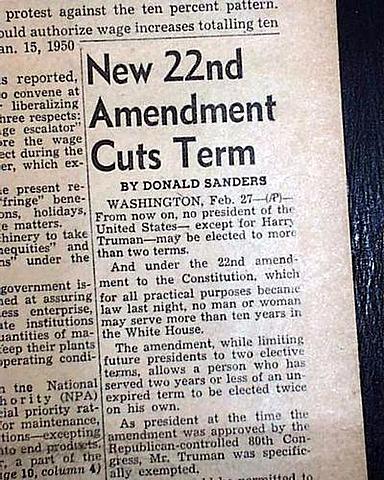 protest against the ten percent pattern.
ould authorize wage increases totalling ten
an. 15, 1950
s reported,
o convene at
liberalizing
hree respects:
ge escalator"
ore the wage
ect during the
er, which ex-
e present re-
"fringe" bene-
ons, holidays,
e matters.
hinery to take
nequities" and
ns" under the
government is-
ned at assuring
ess enterprise,
ate institutions
uantities of ma-
eep their plants
operating condi-
n the National
hority (NPA)
cial priority rat-
for maintenance,
tions—excepting
nto end products,
r, a part of the
ge 10, column 4)
New 22nd
Amendment
Cuts Term
BY DONALD SANDERS
WASHINGTON, Feb. 27—(AP)—
From now on, no president of the
United States— except for Harry
Truman—may be elected to more
than two terms.
And under the 22nd amend-
ment to the Constitution, which
for all practical purposes became
law last night, no man or woman
may serve more than ten years in
the White House.
The amendment, while limiting
future presidents to two elective
terms, allows a person who has
served two years or less of an un-
expired term to be elected twice
on his own.
As president at the time the
amendment was approved by the
Republican-controlled 80th Con-
gress, Mr. Truman was specific-
ally exempted.